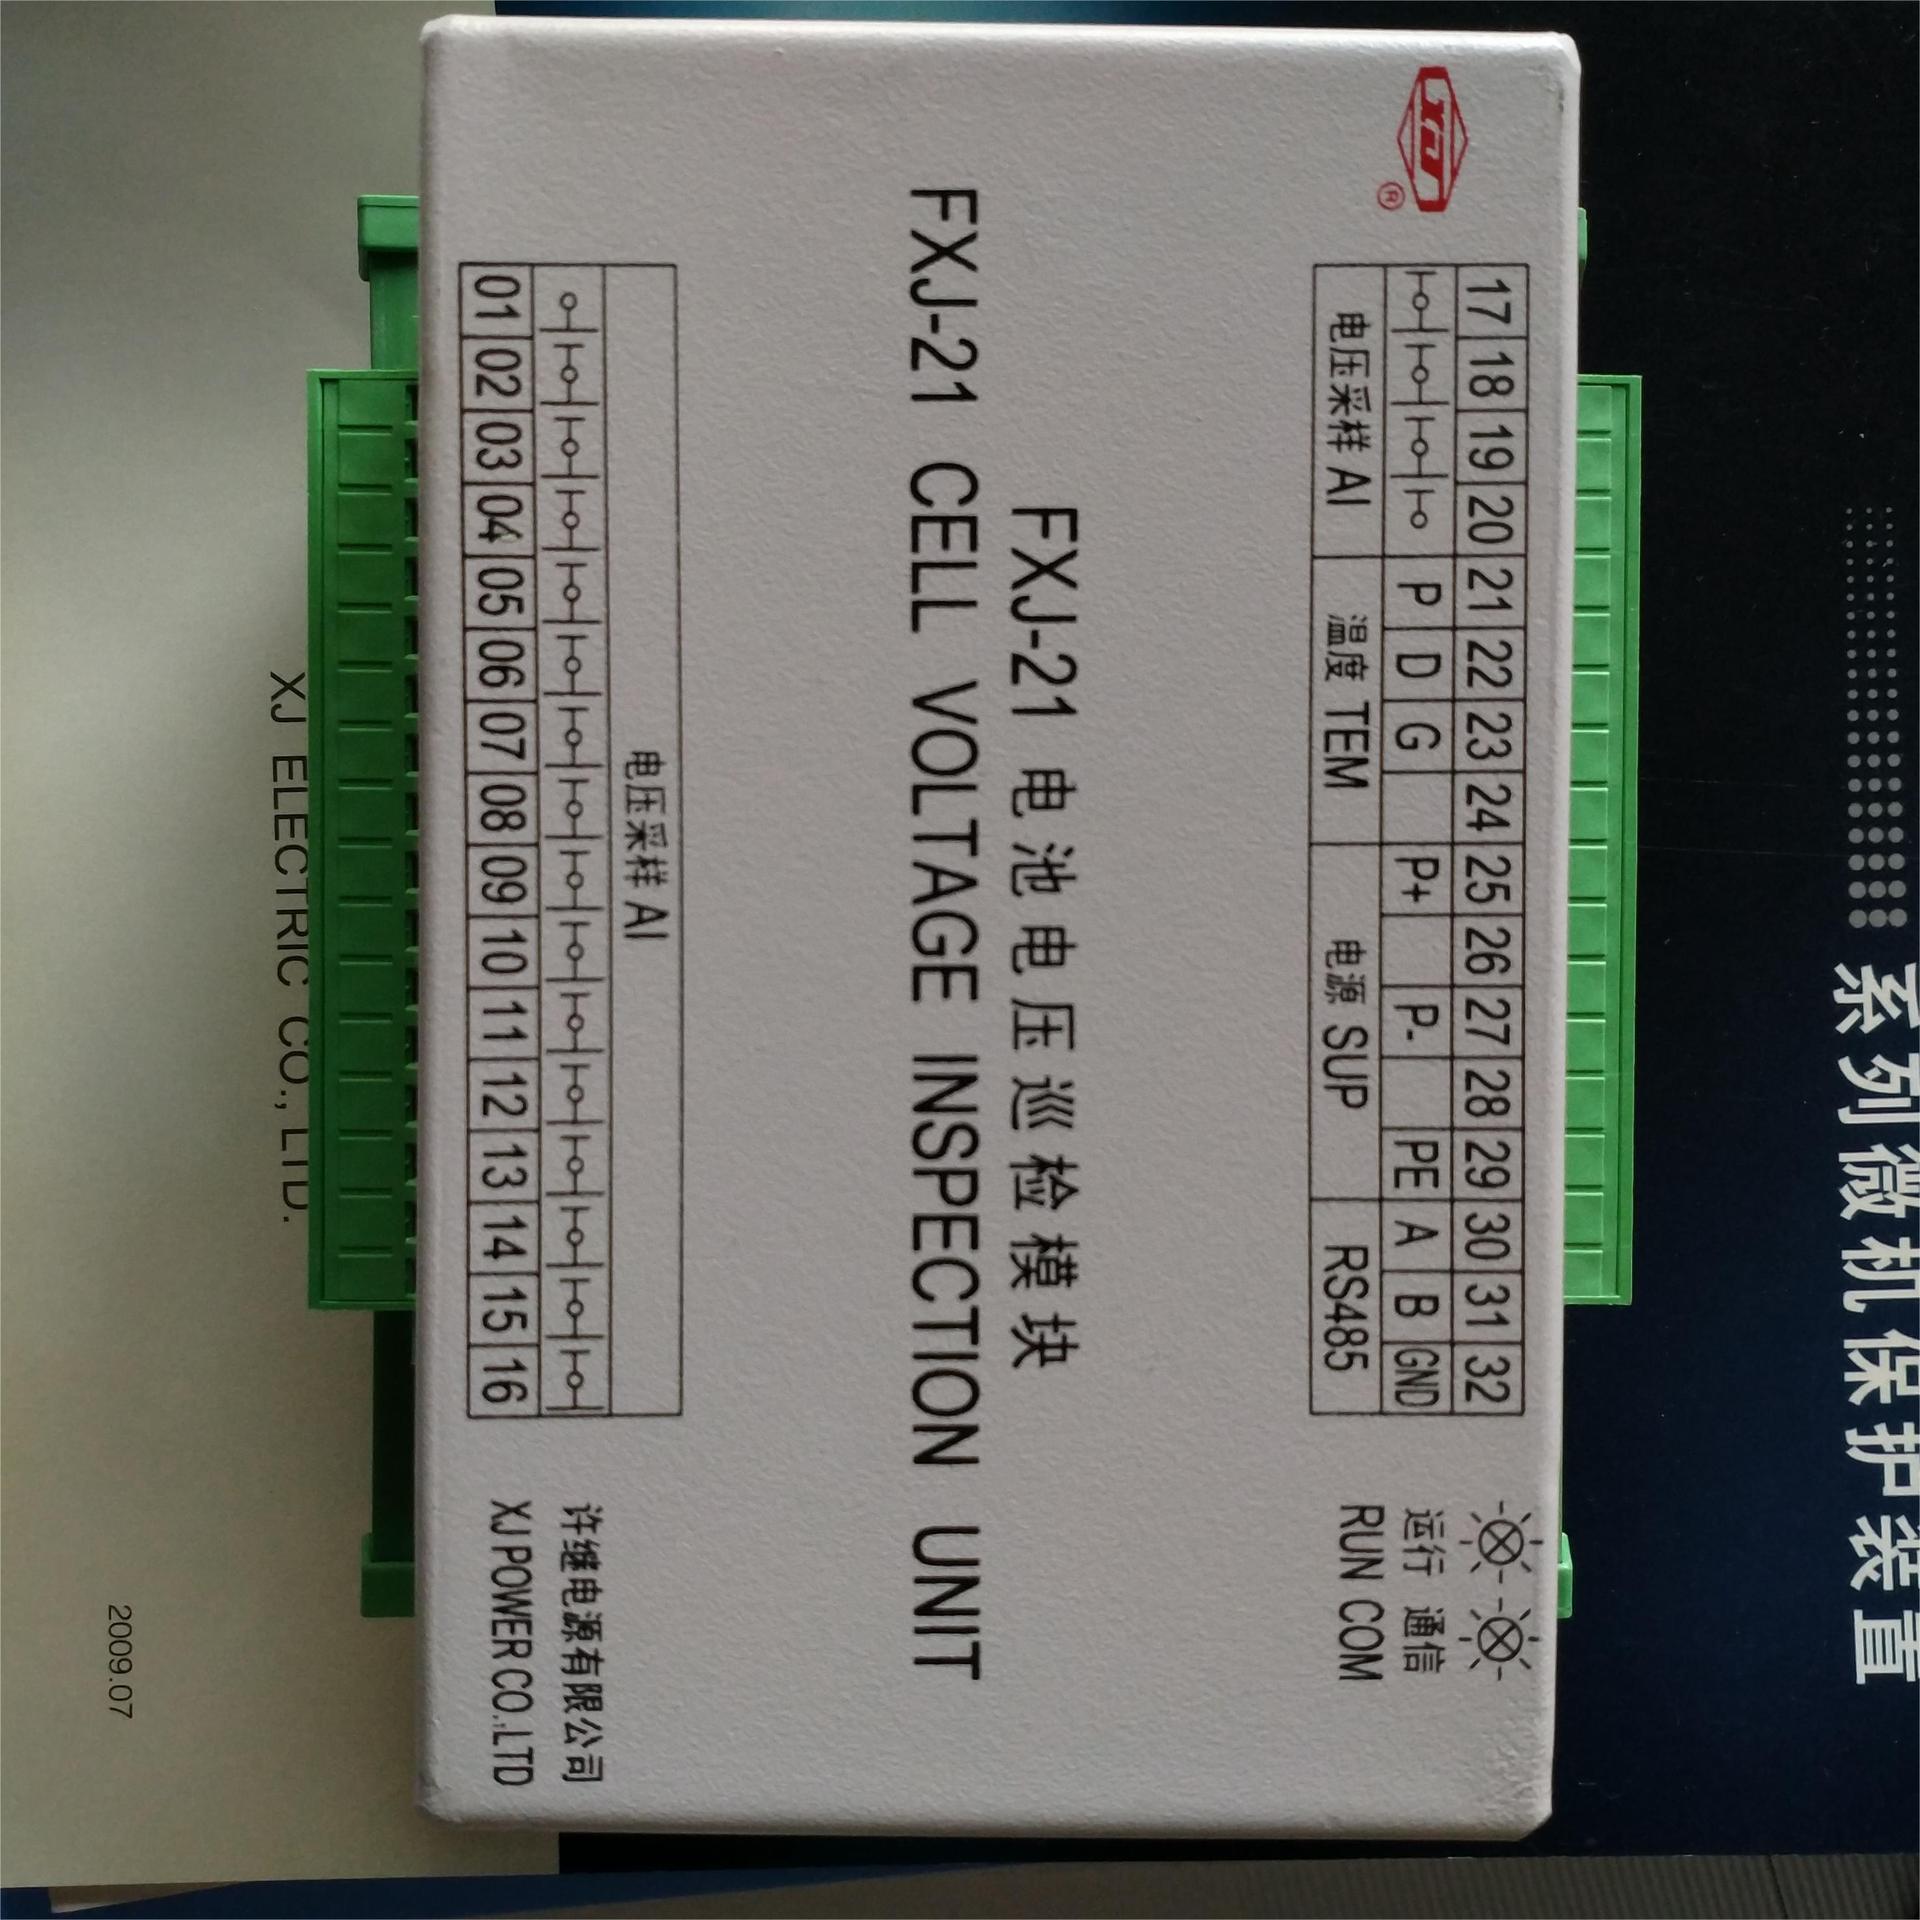 XJ
®
17 18 19 20 21 22 23 24 25 26 27 28 29 30 31 32
P D G P+ P- PE A B GND
电压采样 AI 温度 TEM 电源 SUP RS485
运行 通信
RUN COM
FXJ-21 电池电压巡检模块
FXJ-21 CELL VOLTAGE INSPECTION UNIT
电压采样 AI
01 02 03 04 05 06 07 08 09 10 11 12 13 14 15 16
许继电源有限公司
XJ POWER CO.,LTD
系列微机保护装置
XJ ELECTRIC CO., LTD.
2009.07